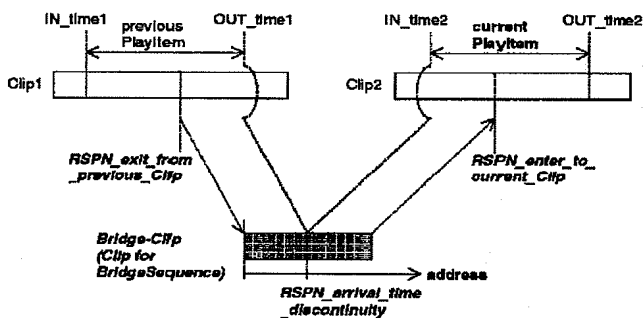 IN_time1
previous
PlayItem
OUT_time1
IN_time2
current
PlayItem
OUT_time2
Clip1
Clip2
RSPN_exit_from
_previous_Clip
RSPN_enter_to_
current_Clip
Bridge-Clip
(Clip for
BridgeSequence)
address
RSPN_arrival_time
_discontinuity